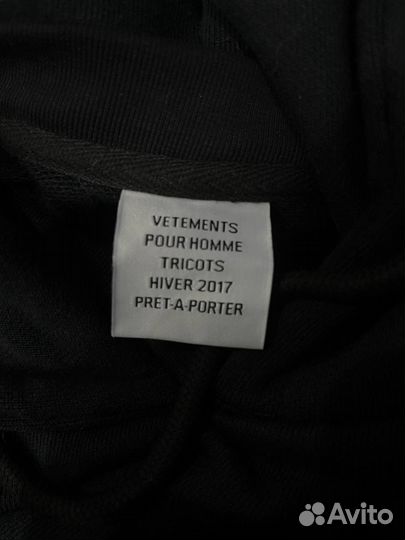 VETEMENTS
POUR HOMME
TRICOTS
HIVER 2017
PRET-A-PORTER
Avito